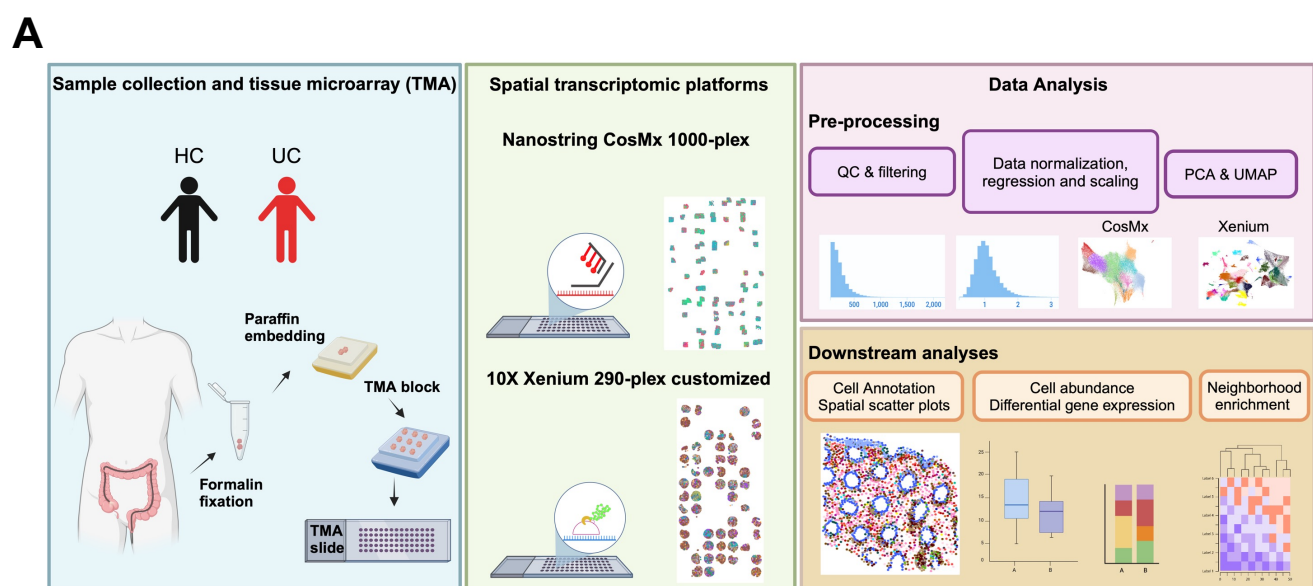 A
Sample collection and tissue microarray (TMA)
HC
UC
Paraffin
embedding
TMA block
Formalin
fixation
TMA
slide
Spatial transcriptomic platforms
Nanostring CosMx 1000-plex
10X Xenium 290-plex customized
Data Analysis
Pre-processing
QC & filtering
Data normalization,
regression and scaling
PCA & UMAP
CosMx
Xenium
500 1,000 1,500 2,000
1 2 3
Downstream analyses
Cell Annotation
Spatial scatter plots
Cell abundance
Differential gene expression
Neighborhood
enrichment
25
20
15
10
5
0
A B
A B